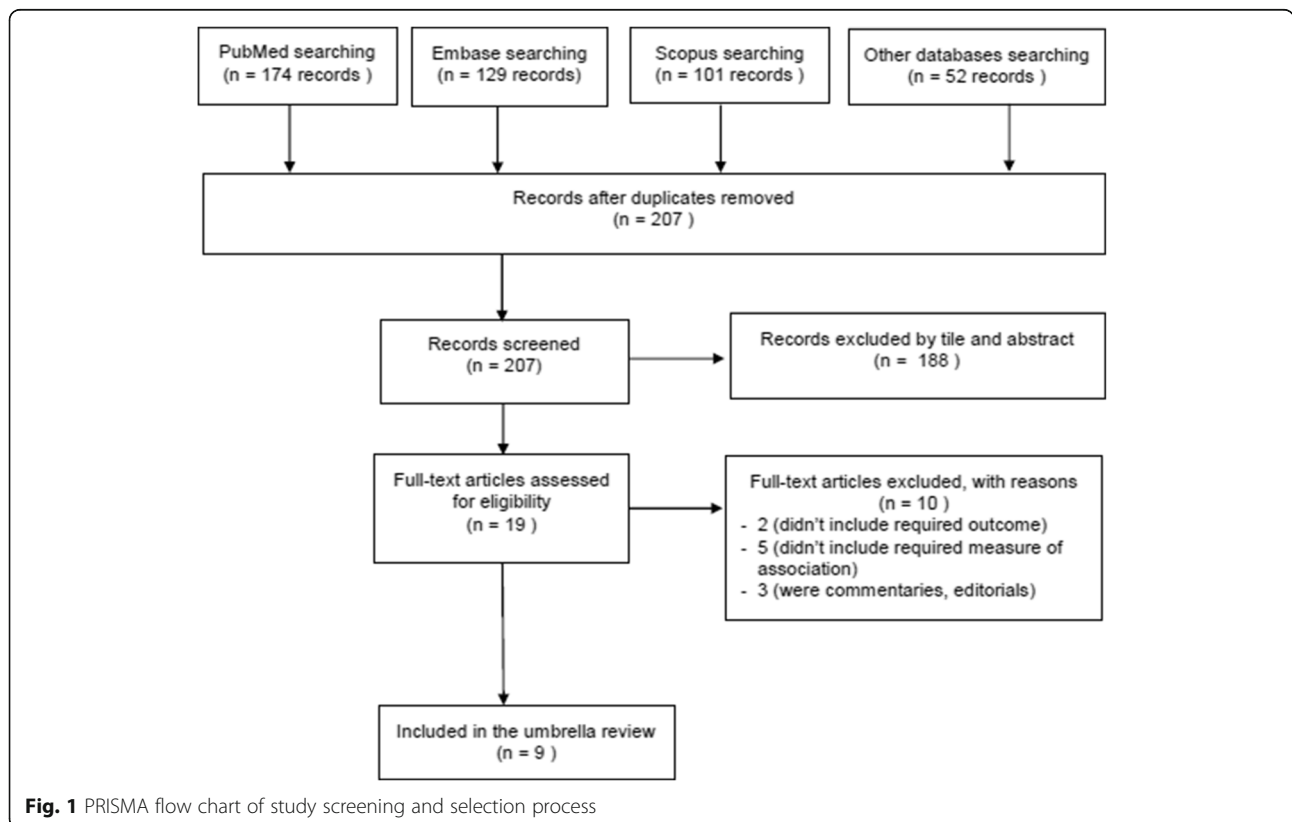 PubMed searching
(n = 174 records )
Embase searching
(n = 129 records)
Scopus searching
(n = 101 records )
Other databases searching
(n = 52 records )
Records after duplicates removed
(n = 207 )
Records screened
(n = 207)
Records excluded by tile and abstract
(n = 188 )
Full-text articles assessed
for eligibility
(n = 19 )
Full-text articles excluded, with reasons
(n = 10 )
- 2 (didn't include required outcome)
- 5 (didn't include required measure of
association)
- 3 (were commentaries, editorials)
Included in the umbrella review
(n = 9 )
Fig. 1 PRISMA flow chart of study screening and selection process